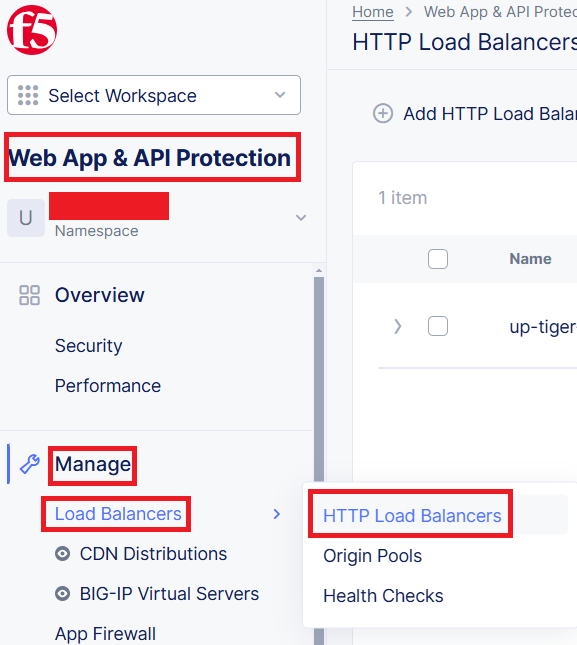 f5
Select Workspace
Web App & API Protection
U
Namespace
Overview
Security
Performance
Manage
Load Balancers
CDN Distributions
BIG-IP Virtual Servers
App Firewall
Home > Web App & API Protec
HTTP Load Balancers
Add HTTP Load Balan
1 item
Name
up-tiger-
HTTP Load Balancers
Origin Pools
Health Checks